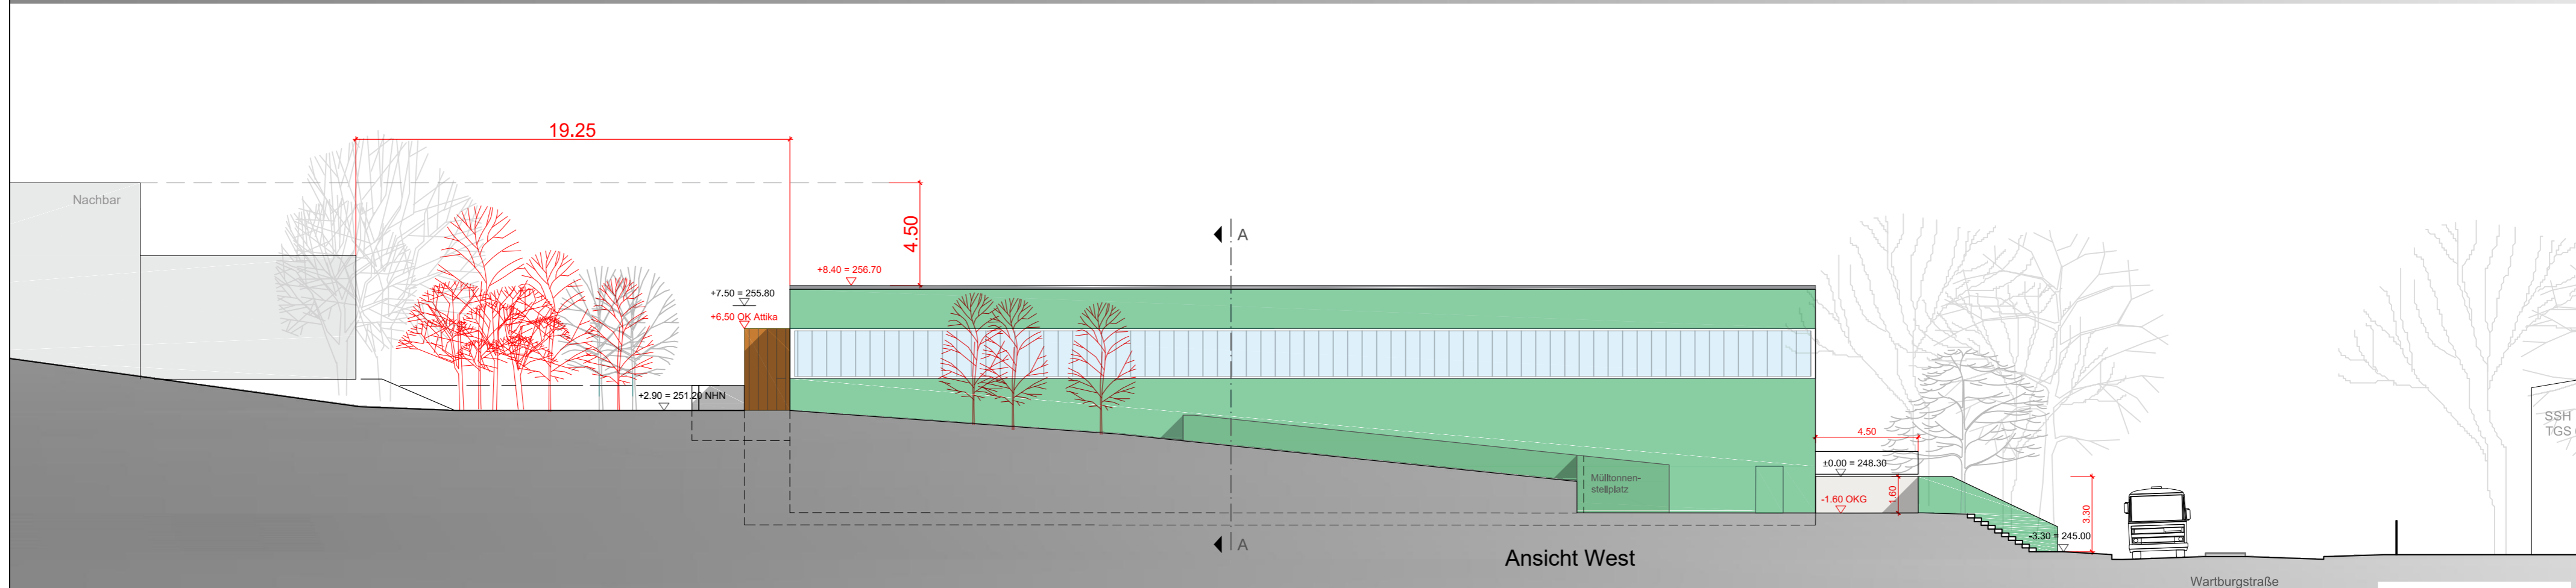 19.25
Nachbar
4.50
A
+8.40 = 256.70
+7.50 = 255.80
+6,50 OK Attika
+2.90 = 251.20 NHN
4.50
±0.00 = 248.30
Mülltonnen-
stellplatz
-1.60 OKG
1.60
3.30
-3.30 = 245.00
SSH
TGS
A
Ansicht West
Wartburgstraße